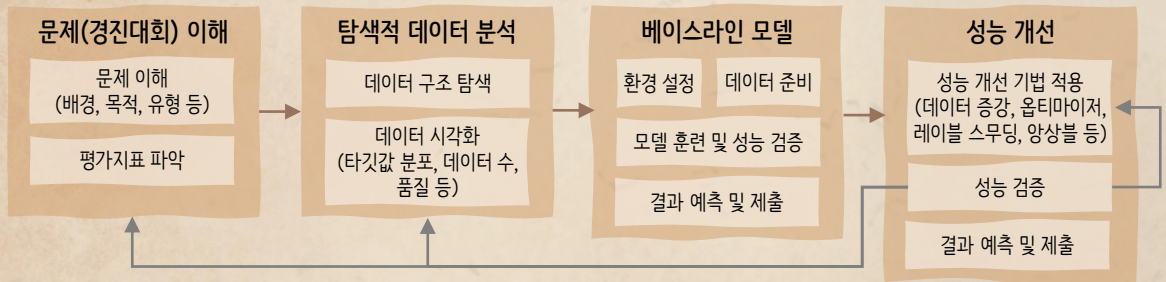 문제(경진대회) 이해
문제 이해
(배경, 목적, 유형 등)
평가지표 파악
탐색적 데이터 분석
데이터 구조 탐색
데이터 시각화
(타깃값 분포, 데이터 수,
품질 등)
베이스라인 모델
환경 설정
데이터 준비
모델 훈련 및 성능 검증
결과 예측 및 제출
성능 개선
성능 개선 기법 적용
(데이터 증강, 옵티마이저,
레이블 스무딩, 앙상블 등)
성능 검증
결과 예측 및 제출